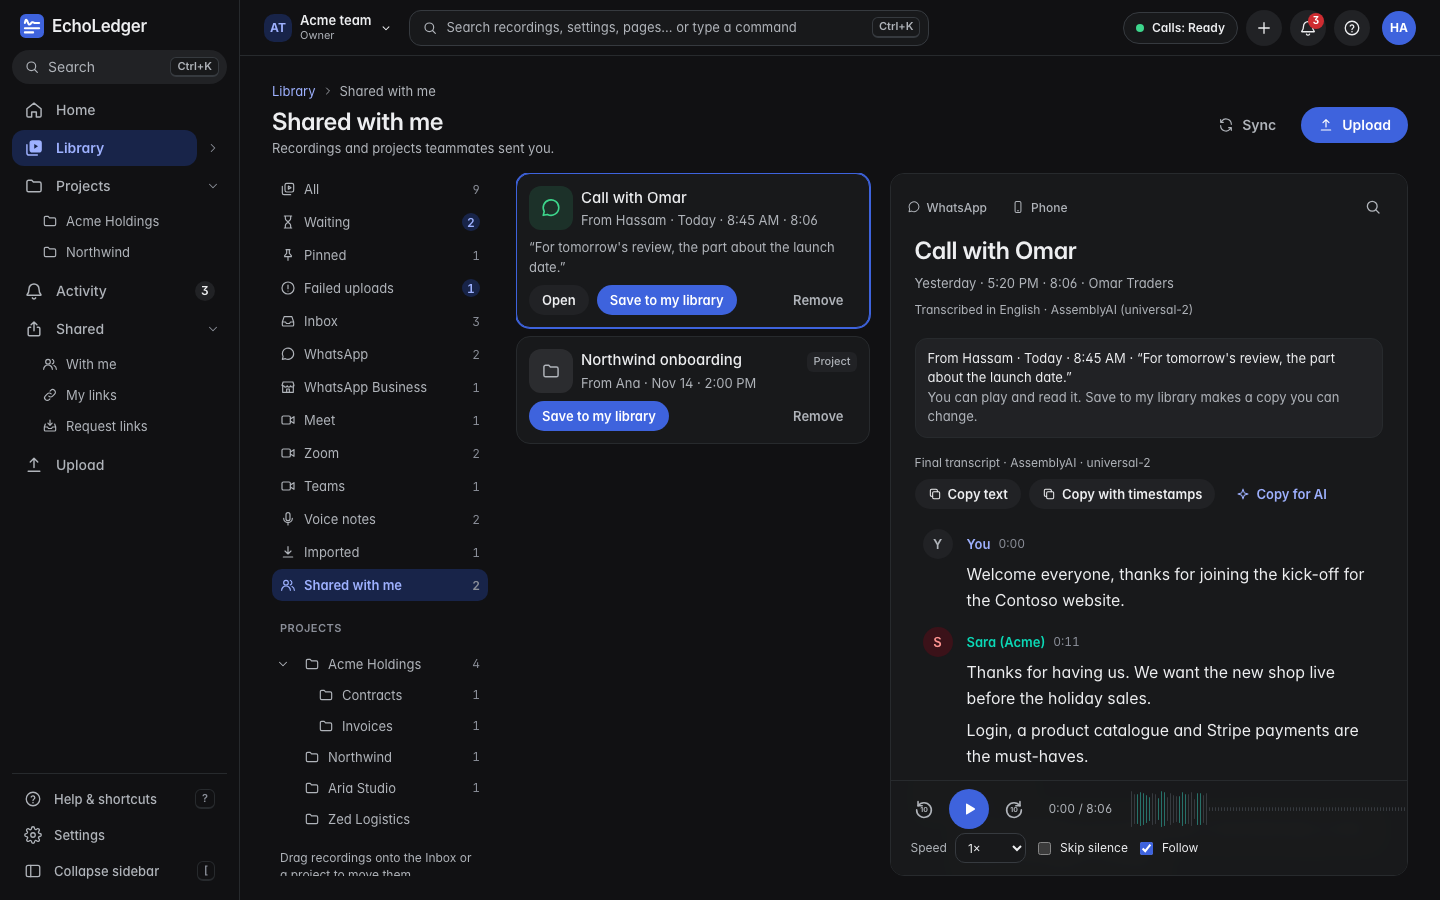 EchoLedger
Search Ctrl+K
Home
Library
Projects
Acme Holdings
Northwind
Activity 3
Shared
With me
My links
Request links
Upload
Help & shortcuts ?
Settings
Collapse sidebar [
AT Acme team
Owner
Search recordings, settings, pages... or type a command Ctrl+K
Calls: Ready
3
HA
Library > Shared with me
Shared with me
Recordings and projects teammates sent you.
Sync
Upload
All 9
Waiting 2
Pinned 1
Failed uploads 1
Inbox 3
WhatsApp 2
WhatsApp Business 1
Meet 1
Zoom 1
Teams 1
Voice notes 2
Imported 1
Shared with me 2
PROJECTS
Acme Holdings 4
Contracts 1
Invoices 1
Northwind 1
Aria Studio 1
Zed Logistics
Drag recordings onto the Inbox or
a project to move them
Call with Omar
From Hassam · Today · 8:45 AM · 8:06
“For tomorrow's review, the part about the launch
date.”
Open Save to my library Remove
Northwind onboarding Project
From Ana · Nov 14 · 2:00 PM
Save to my library Remove
WhatsApp Phone
Call with Omar
Yesterday · 5:20 PM · 8:06 · Omar Traders
Transcribed in English · AssemblyAI (universal-2)
From Hassam · Today · 8:45 AM · “For tomorrow's review, the part
about the launch date.”
You can play and read it. Save to my library makes a copy you can
change.
Final transcript · AssemblyAI · universal-2
Copy text Copy with timestamps Copy for AI
Y You 0:00
Welcome everyone, thanks for joining the kick-off for
the Contoso website.
S Sara (Acme) 0:11
Thanks for having us. We want the new shop live
before the holiday sales.
Login, a product catalogue and Stripe payments are
the must-haves.
10 10 0:00 / 8:06
Speed 1× Skip silence Follow